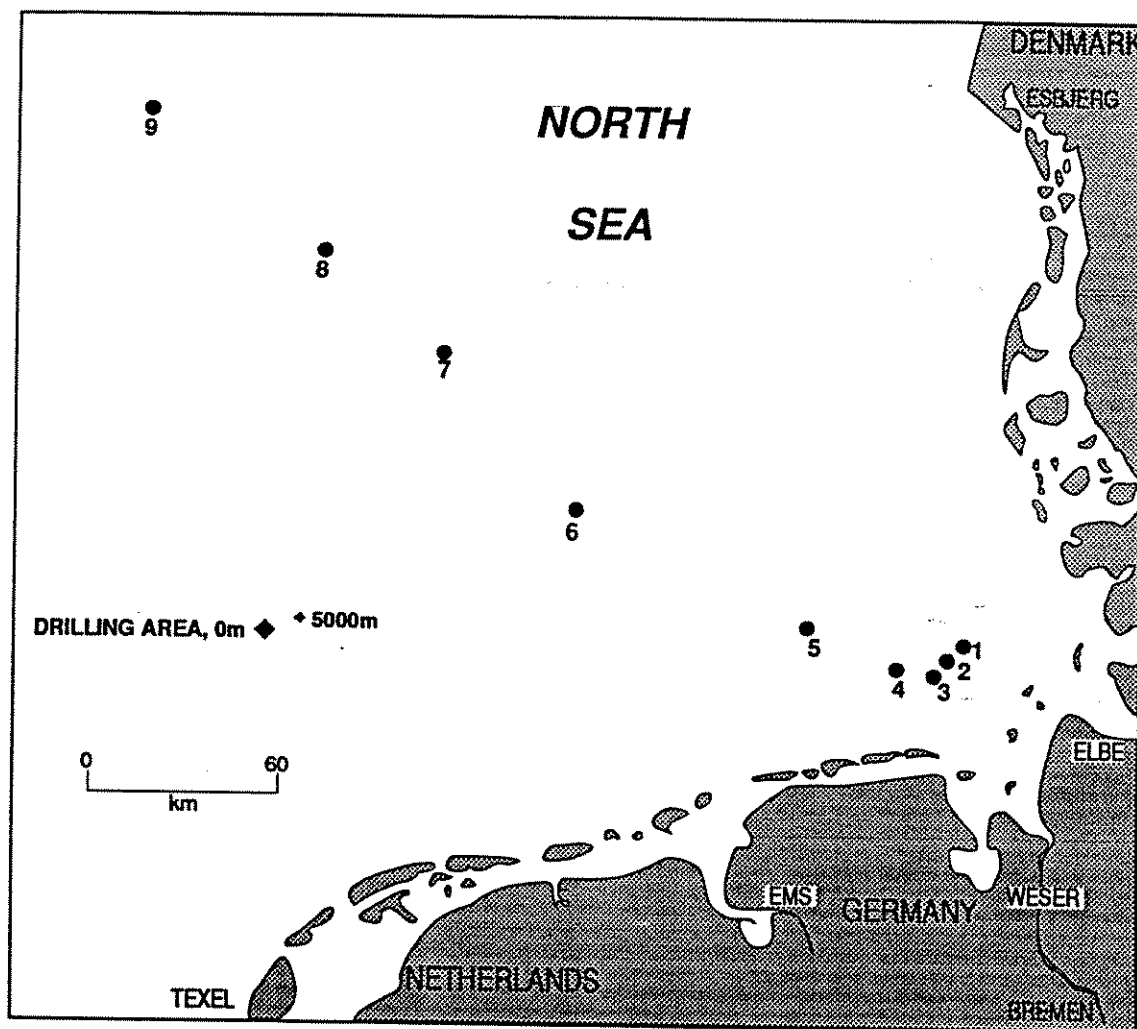 DENMARK
ESBJERG
9
NORTH
SEA
8
7
6
DRILLING AREA, 0m
5000m
5
1
2
3
4
0
60
km
ELBE
EMS
GERMANY
WESER
NETHERLANDS
TEXEL
BREMEN